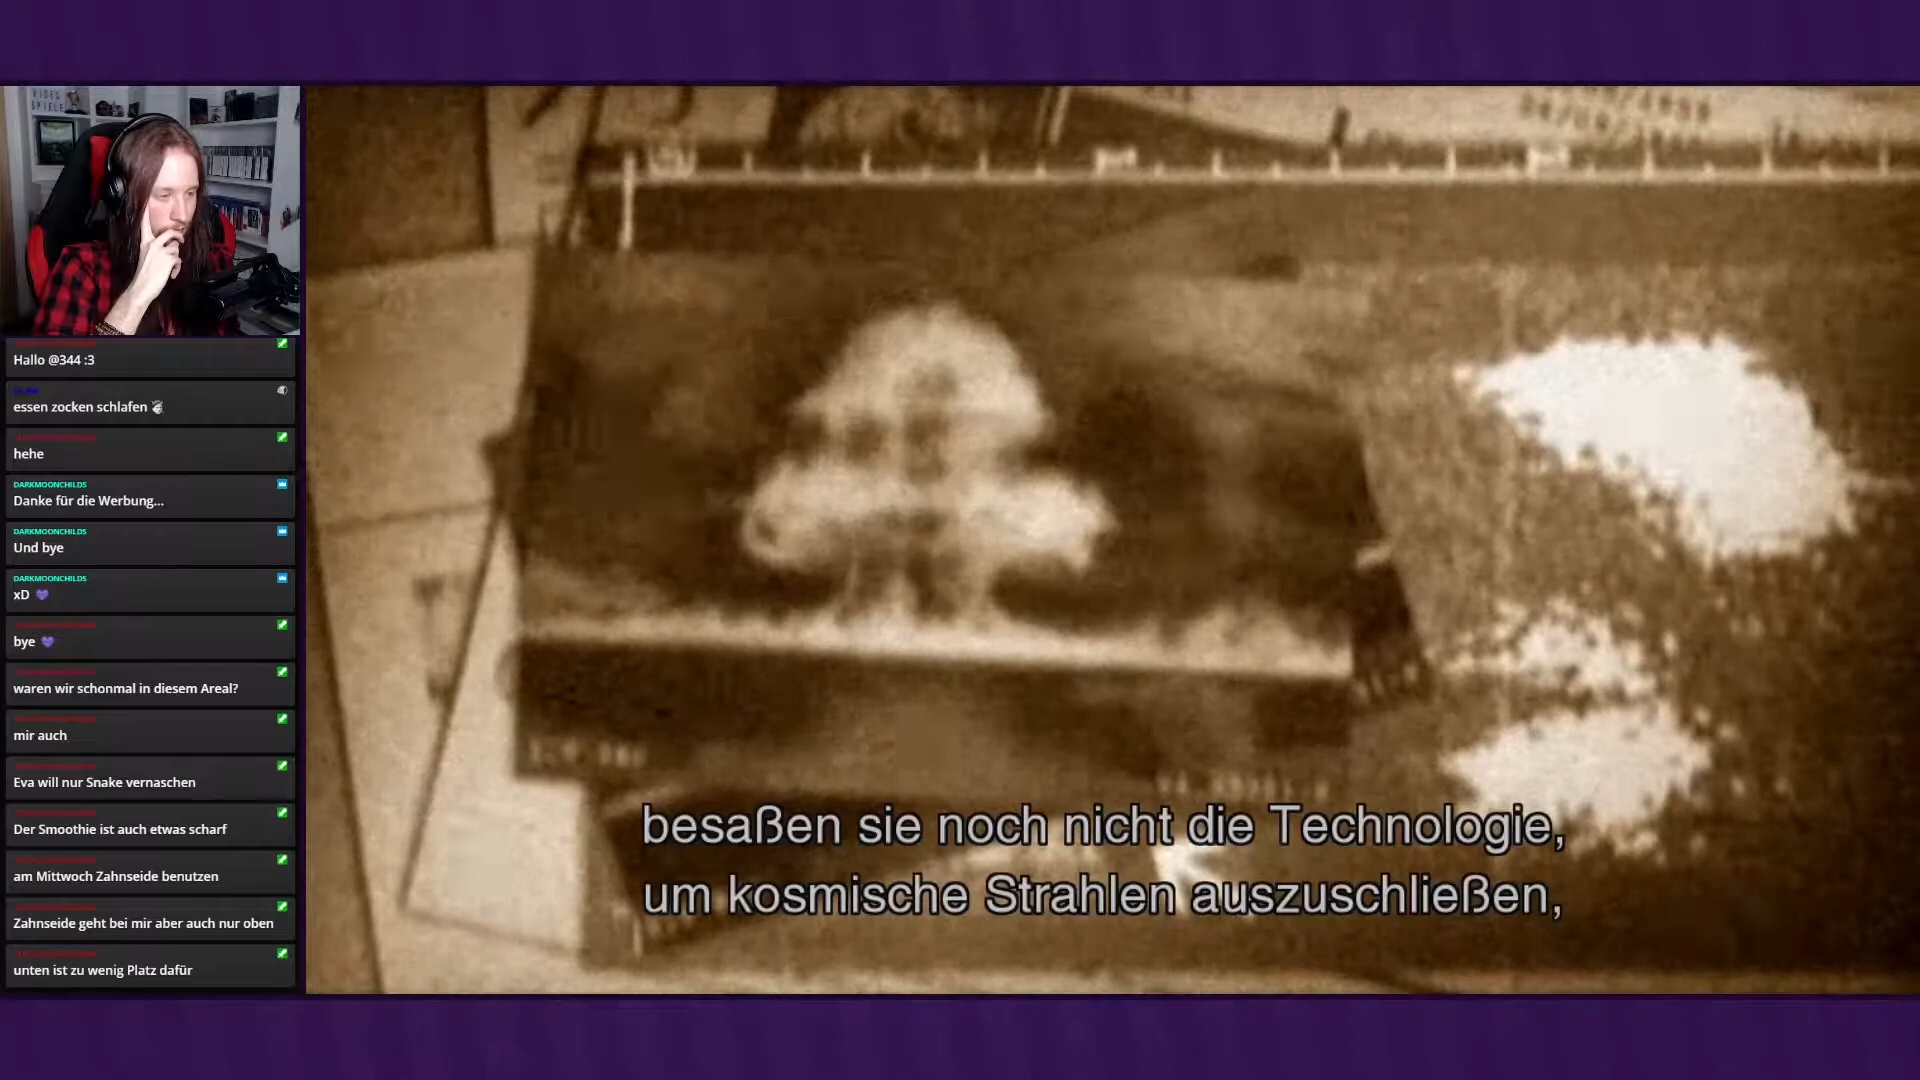 VIDEO
SPIELE
Hallo @344 :3
essen zocken schlafen
hehe
DARKMOONCHILDS
Danke für die Werbung...
DARKMOONCHILDS
Und bye
DARKMOONCHILDS
xD
bye
waren wir schonmal in diesem Areal?
mir auch
Eva will nur Snake vernaschen
Der Smoothie ist auch etwas scharf
am Mittwoch Zahnseide benutzen
Zahnseide geht bei mir aber auch nur oben
unten ist zu wenig Platz dafür
besaßen sie noch nicht die Technologie,
um kosmische Strahlen auszuschließen,